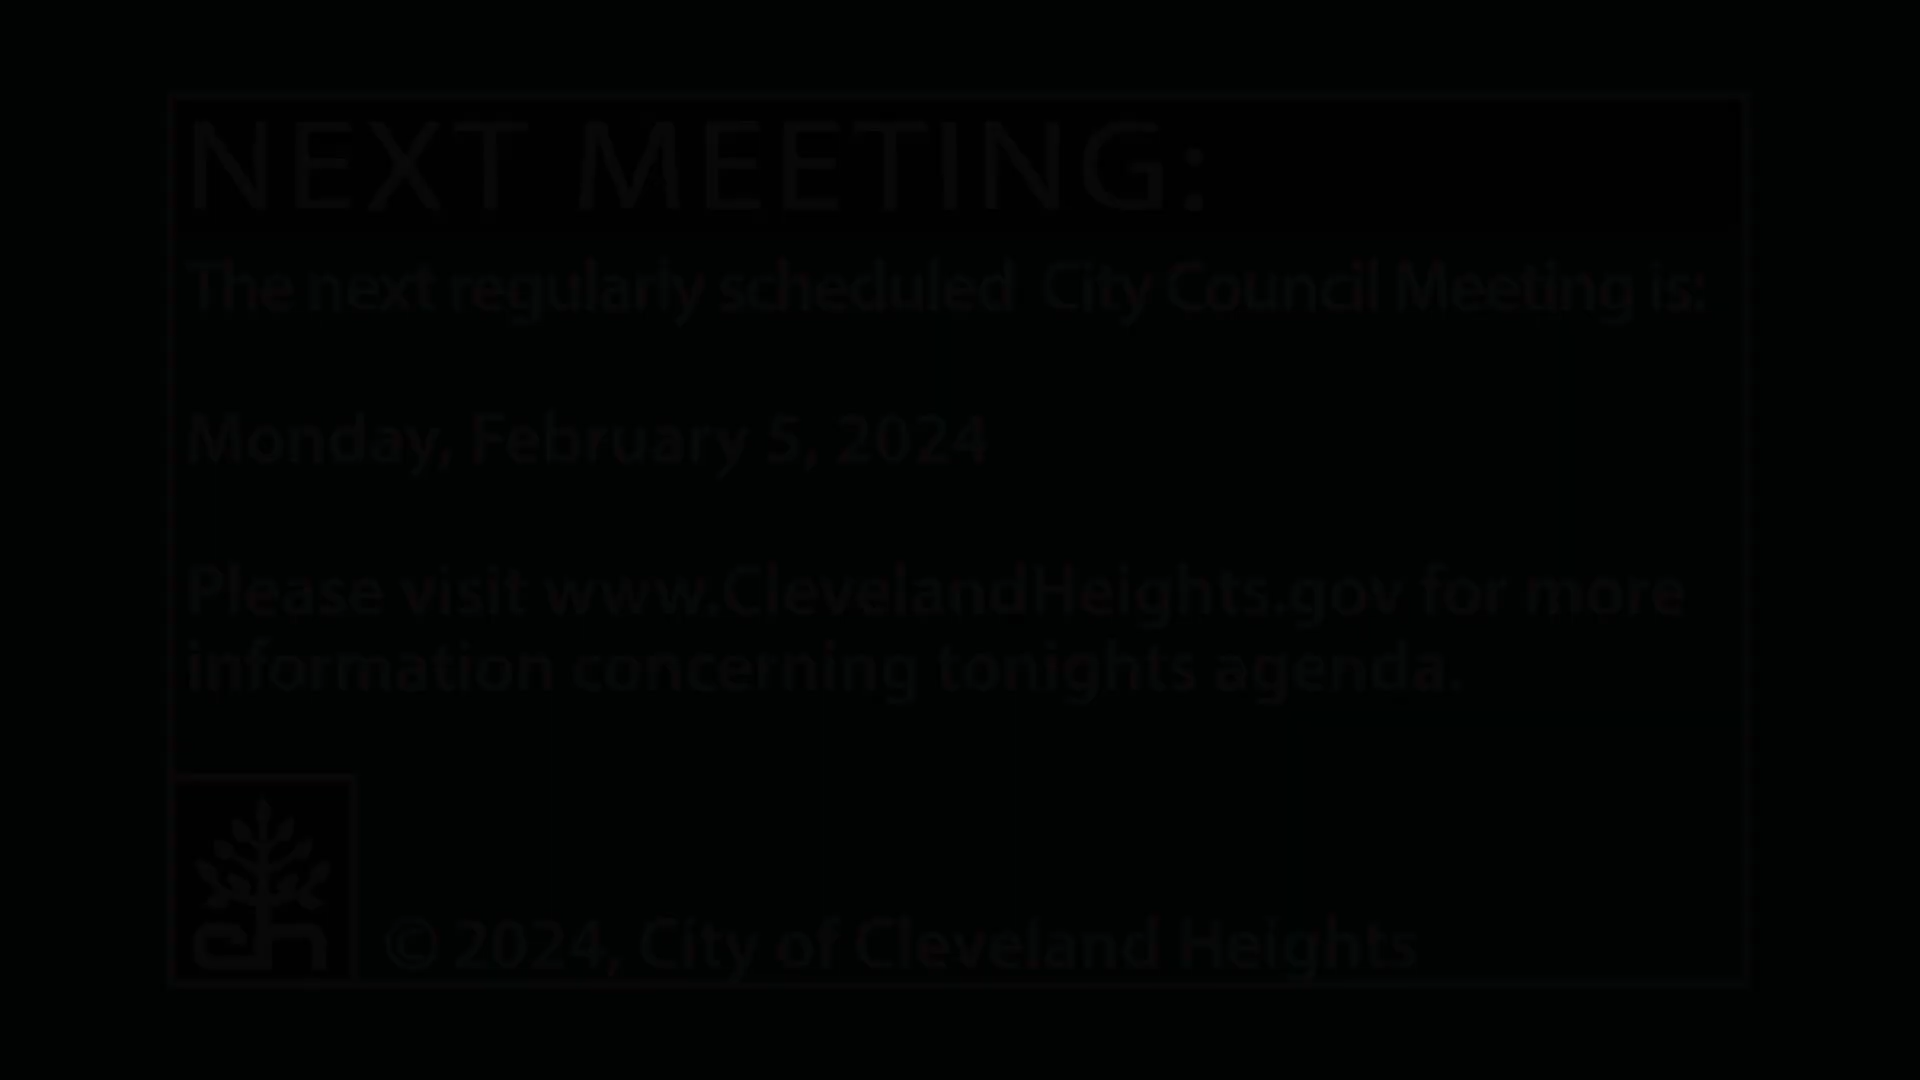 NEXT MEETING:
The next regularly scheduled City Council Meeting is:
Monday, February 5, 2024
Please visit www.ClevelandHeights.gov for more
information concerning tonights agenda.
ch
© 2024, City of Cleveland Heights